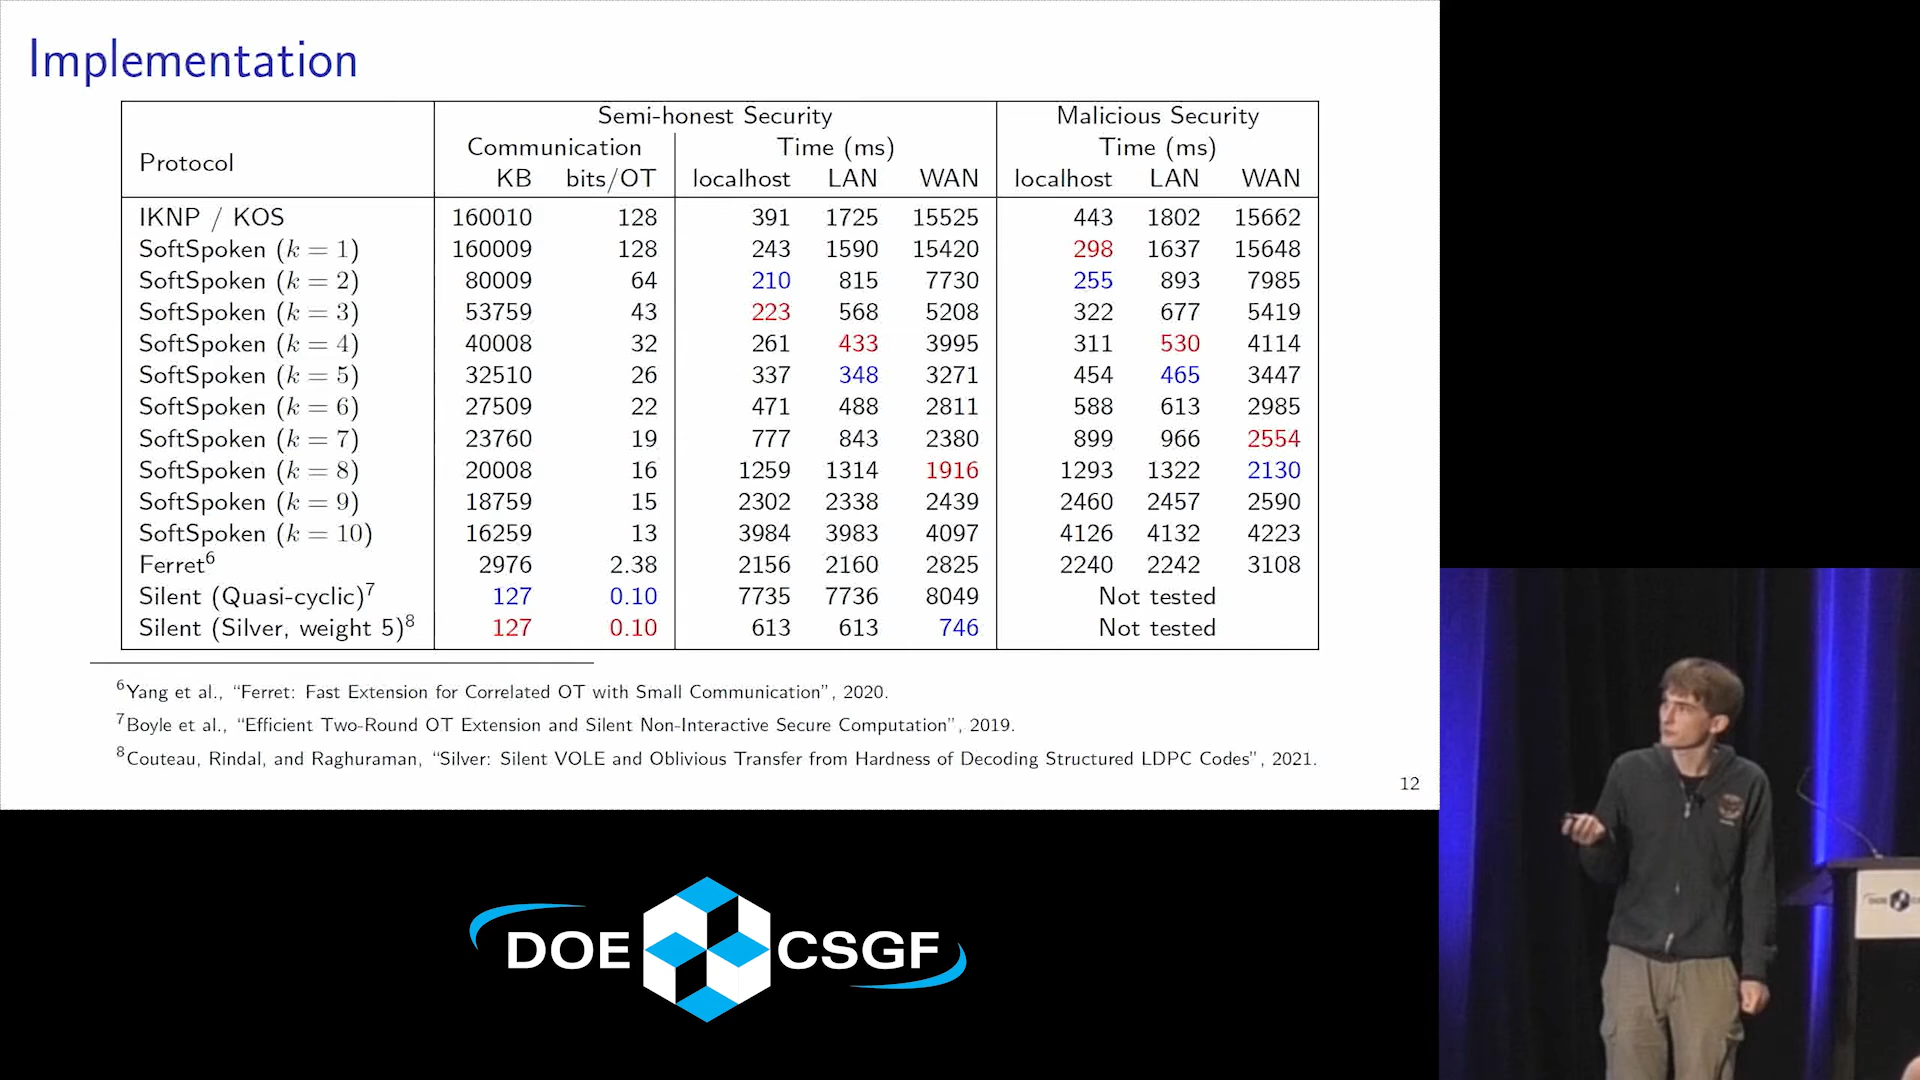 Implementation
Semi-honest Security Malicious Security
Communication Time (ms) Time (ms)
Protocol
KB bits/OT localhost LAN WAN localhost LAN WAN
IKNP / KOS 160010 128 391 1725 15525 443 1802 15662
SoftSpoken (k = 1) 160009 128 243 1590 15420 298 1637 15648
SoftSpoken (k = 2) 80009 64 210 815 7730 255 893 7985
SoftSpoken (k = 3) 53759 43 223 568 5208 322 677 5419
SoftSpoken (k = 4) 40008 32 261 433 3995 311 530 4114
SoftSpoken (k = 5) 32510 26 337 348 3271 454 465 3447
SoftSpoken (k = 6) 27509 22 471 488 2811 588 613 2985
SoftSpoken (k = 7) 23760 19 777 843 2380 899 966 2554
SoftSpoken (k = 8) 20008 16 1259 1314 1916 1293 1322 2130
SoftSpoken (k = 9) 18759 15 2302 2338 2439 2460 2457 2590
SoftSpoken (k = 10) 16259 13 3984 3983 4097 4126 4132 4223
Ferret⁶ 2976 2.38 2156 2160 2825 2240 2242 3108
Silent (Quasi-cyclic)⁷ 127 0.10 7735 7736 8049 Not tested
Silent (Silver, weight 5)⁸ 127 0.10 613 613 746 Not tested
⁶Yang et al., “Ferret: Fast Extension for Correlated OT with Small Communication”, 2020.
⁷Boyle et al., “Efficient Two-Round OT Extension and Silent Non-Interactive Secure Computation”, 2019.
⁸Couteau, Rindal, and Raghuraman, “Silver: Silent VOLE and Oblivious Transfer from Hardness of Decoding Structured LDPC Codes”, 2021.
12
DOE CSGF